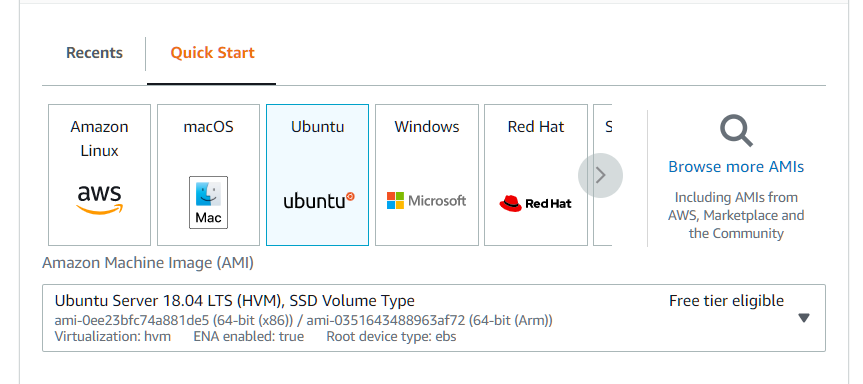 Recents
Quick Start
Amazon
Linux
aws
macOS
Mac
Ubuntu
ubuntu
Windows
Microsoft
Red Hat
Red Hat
S
Browse more AMIs
Including AMIs from
AWS, Marketplace and
the Community
Amazon Machine Image (AMI)
Ubuntu Server 18.04 LTS (HVM), SSD Volume Type
Free tier eligible
ami-0ee23bfc74a881de5 (64-bit (x86)) / ami-0351643488963af72 (64-bit (Arm))
Virtualization: hvm ENA enabled: true Root device type: ebs